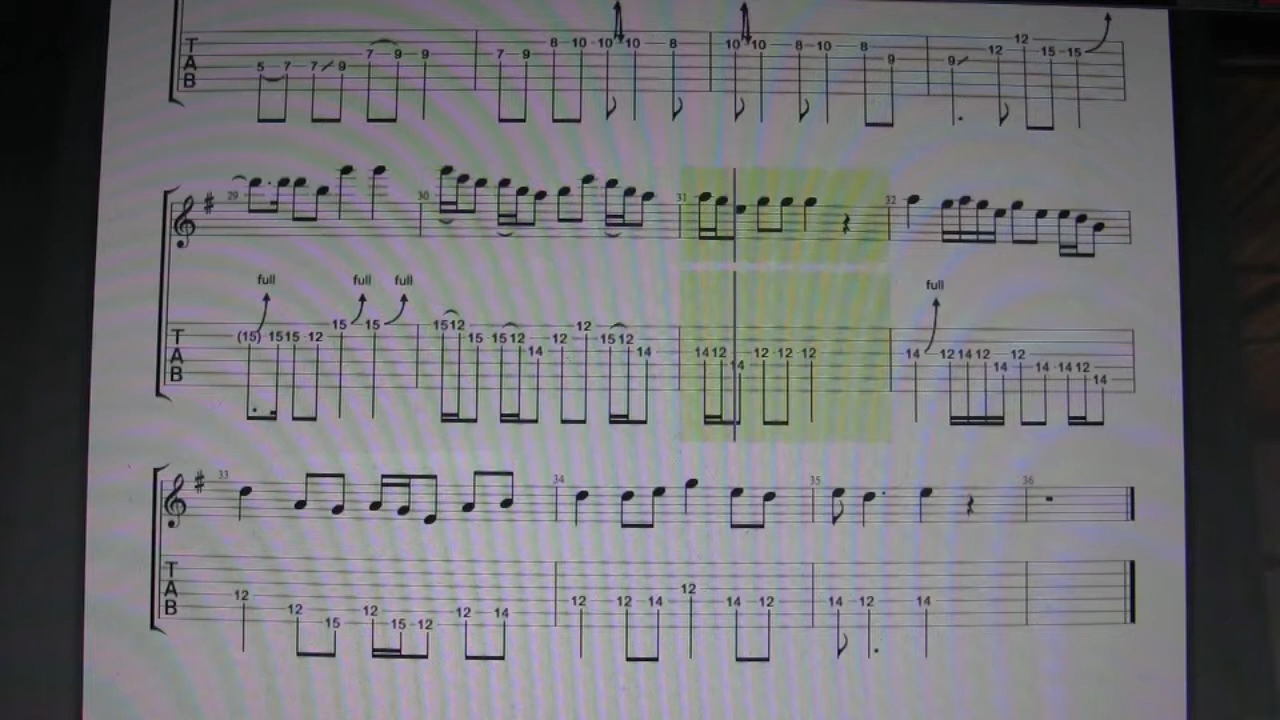 12
12 12
8 10 10 10 8 10 10 8 10 8 15 15
T 7 9 9 7 9 9 9
A 5 7 7 9
B
29 30 31 32
full full full full
15 15 15 12 12
T (15) 15 15 12 15 15 12 12 15 12
A 14 14 14 12 12 12 12 14 12 14 12 12
B 14 14 14 14 12
14
33 34 35 36
T
A 12 12
B 12 12 14 14 12 14 12 14
12 12 12 14
15 15 12